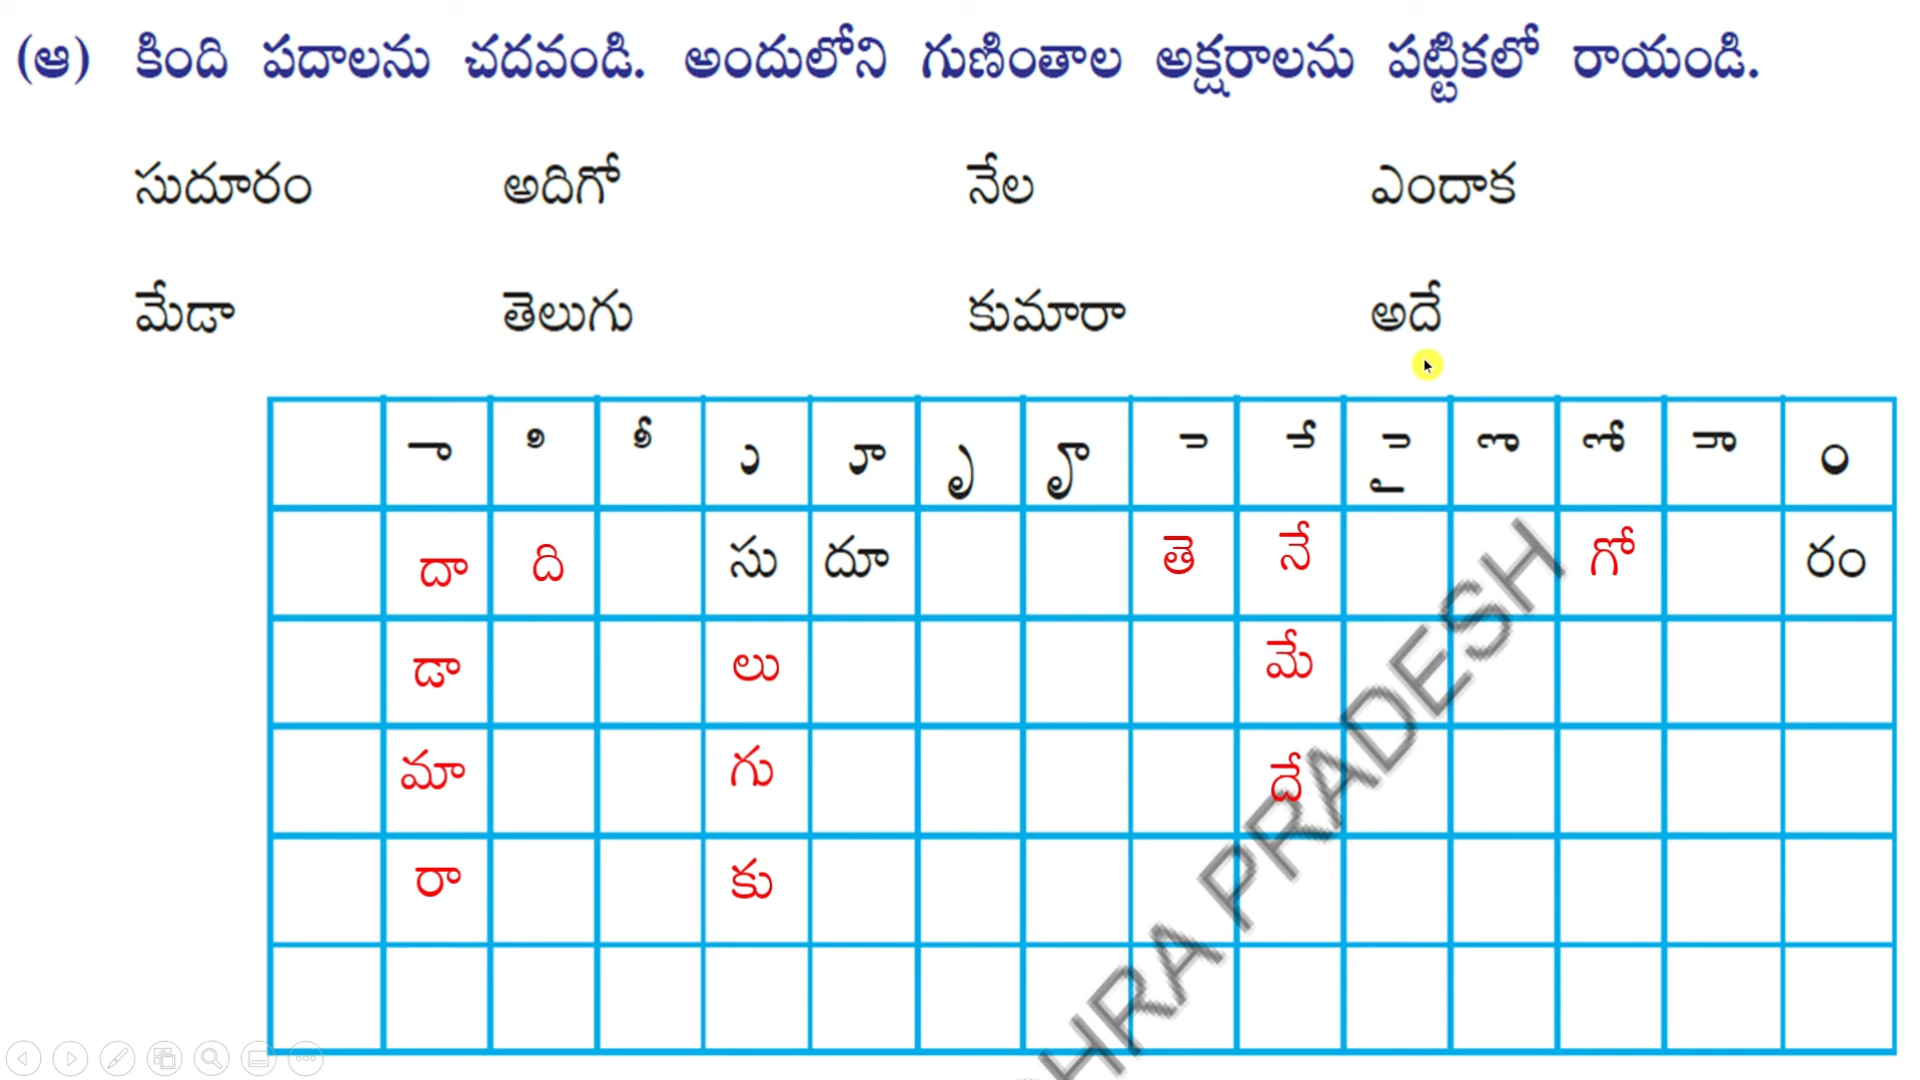 (ఆ) కింది పదాలను చదవండి. అందులోని గుణింతాల అక్షరాలను పట్టికలో రాయండి.
సుదూరం అదిగో నేల ఎందాక
మేడా తెలుగు కుమారా అదే
ా ి ీ ు ూ ృ ౄ ె ే ై ొ ో ౌ ం
దా ది సు దూ తె నే గో రం
డా లు మే
మా గు దే
రా కు
HRA PRADESH